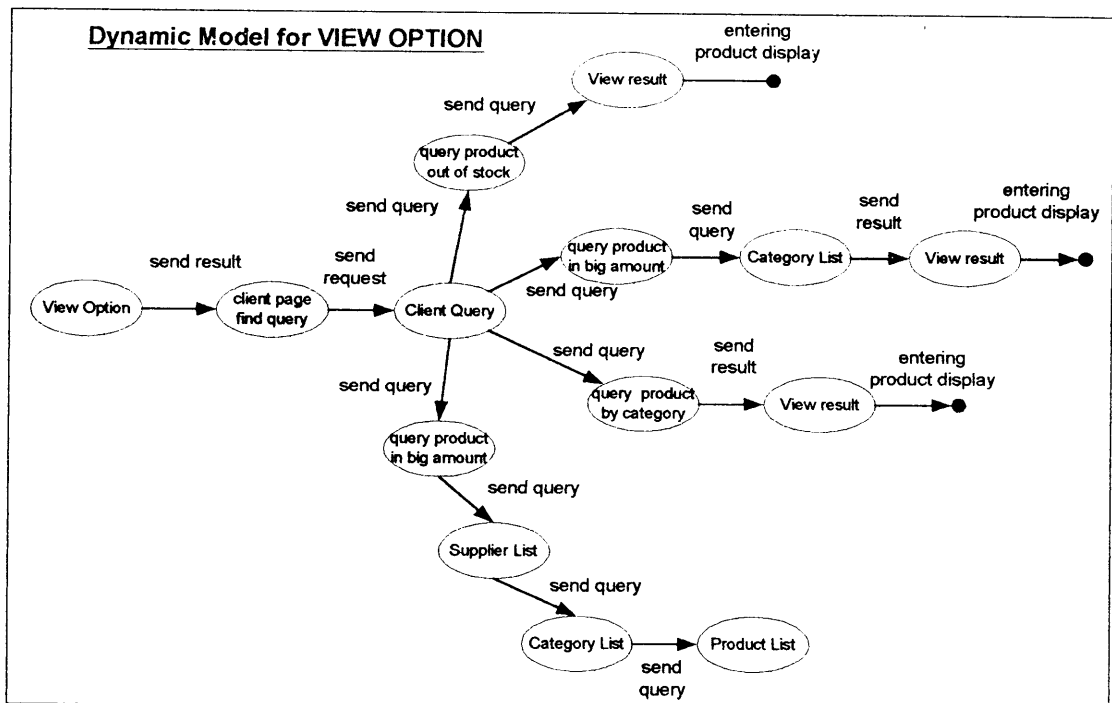 Dynamic Model for VIEW OPTION
entering
product display
View result
send query
query product
out of stock
send query
entering
product display
send
result
send
query
query product
in big amount
Category List
View result
send query
send result
send
request
View Option
client page
find query
Client Query
send query
send
result
entering
product display
query product
by category
View result
send query
query product
in big amount
send query
Supplier List
send query
Category List
Product List
send
query